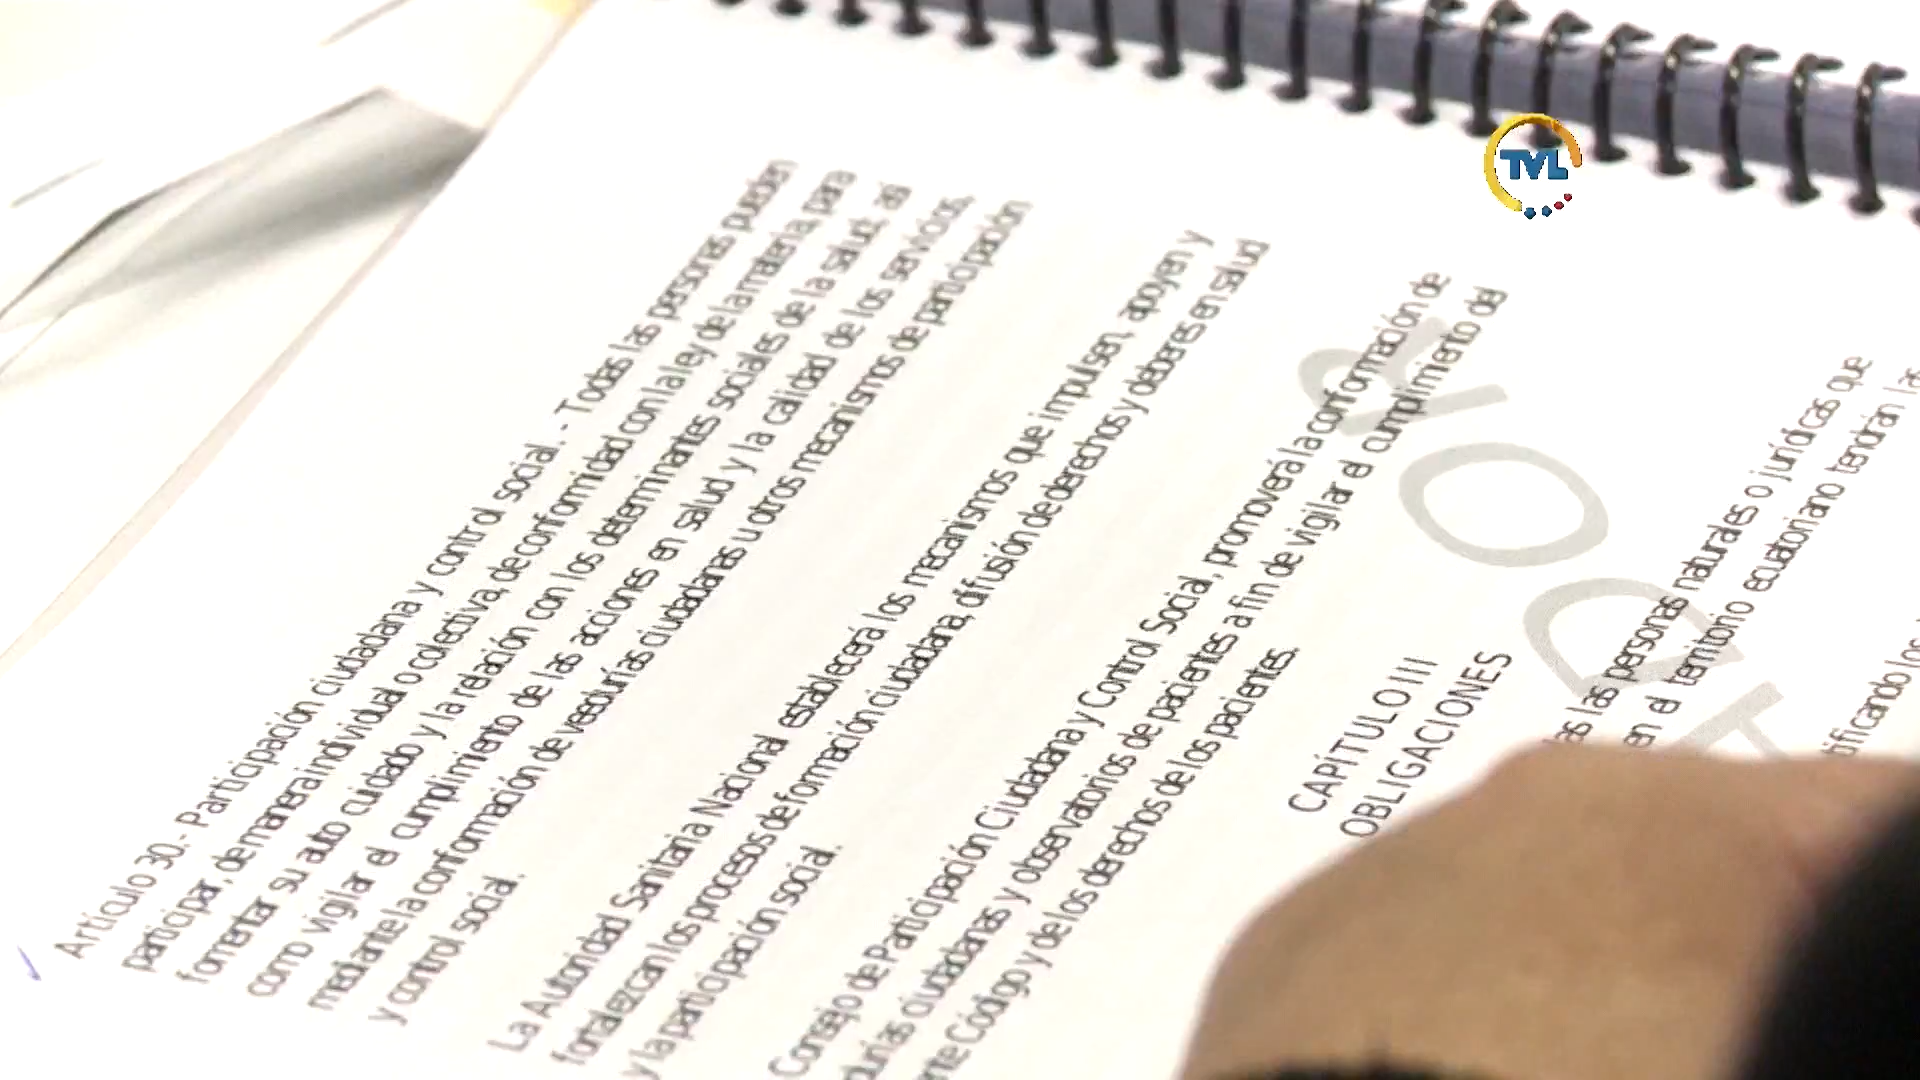 TVL
Artículo 30.- Participación ciudadana y control social. - Todas las personas pueden
participar, de manera individual o colectiva, de conformidad con la ley de la materia, para
fomentar su auto cuidado y la relación con los determinantes sociales de la salud; así
como vigilar el cumplimiento de las acciones en salud y la calidad de los servicios,
mediante la conformación de veedurías ciudadanas u otros mecanismos de participación
y control social.
La Autoridad Sanitaria Nacional establecerá los mecanismos que impulsen, apoyen y
fortalezcan los procesos de formación ciudadana, difusión de derechos y deberes en salud
y la participación social.
Consejo de Participación Ciudadana y Control Social, promoverá la conformación de
ciudadanas y observatorios de pacientes a fin de vigilar el cumplimiento del
Código y de los derechos de los pacientes.
CAPÍTULO III
OBLIGACIONES
las personas naturales o jurídicas que
en el territorio ecuatoriano tendrán las
los